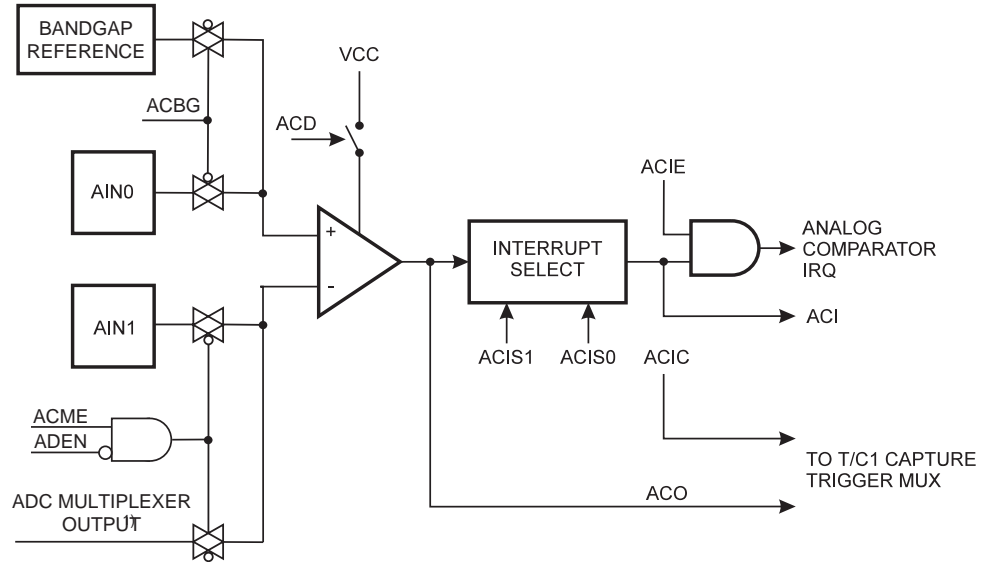 BANDGAP
REFERENCE
VCC
ACBG
ACD
AIN0
ACIE
+
INTERRUPT
SELECT
ANALOG
COMPARATOR
IRQ
-
AIN1
ACI
ACIS1
ACIS0
ACIC
ACME
ADEN
TO T/C1 CAPTURE
TRIGGER MUX
ADC MULTIPLEXER
OUTPUT 1)
ACO